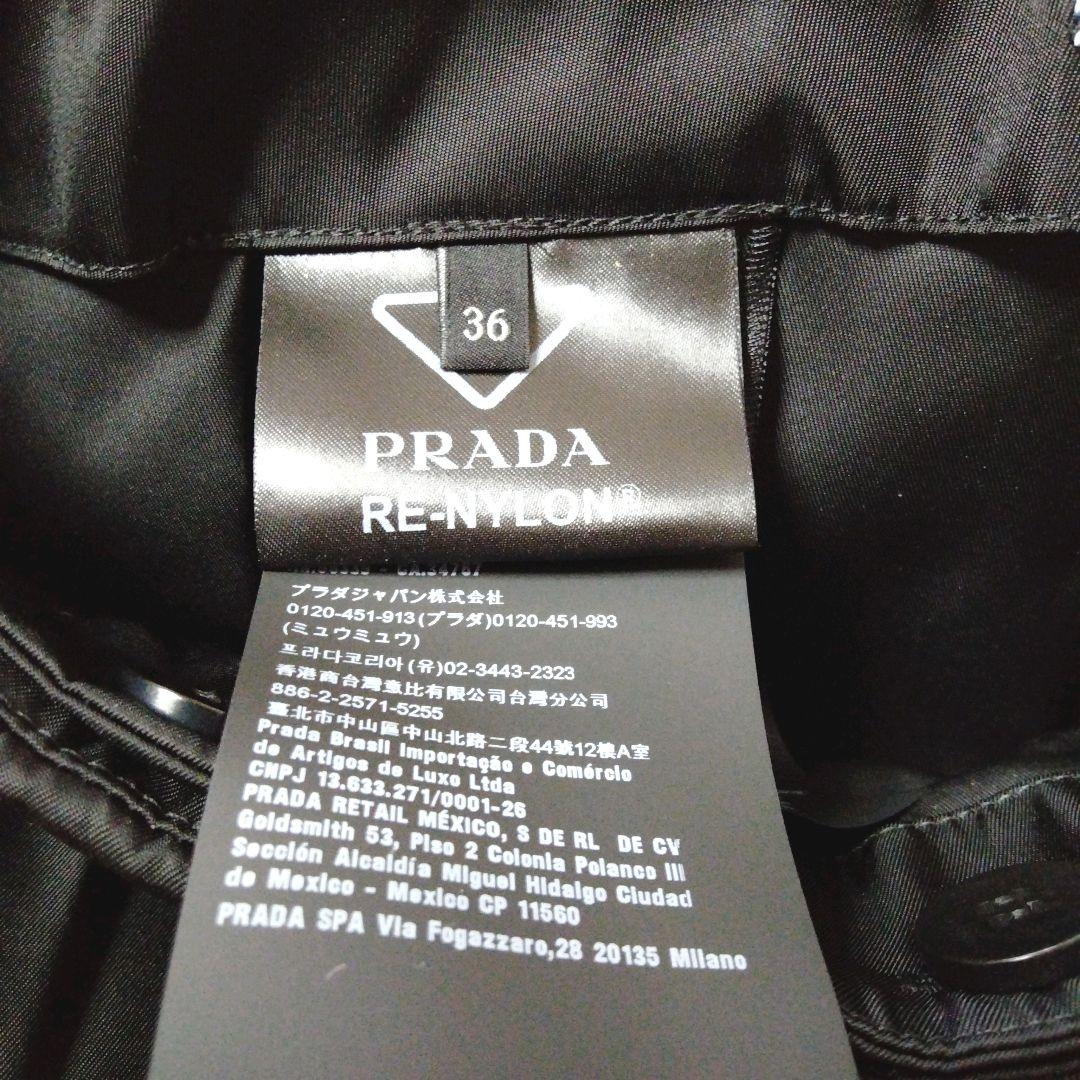 36
PRADA
RE-NYLON®
CA.34787
プラダジャパン株式会社
0120-451-913(プラダ)0120-451-993
(ミュウミュウ)
프라다코리아(유)02-3443-2323
香港商台灣意比有限公司台灣分公司
886-2-2571-5255
臺北市中山區中山北路二段44號12樓A室
Prada Brasil Importação e Comércio
de Artigos de Luxo Ltda
CNPJ 13.633.271/0001-26
PRADA RETAIL MÉXICO, S DE RL DE CV
Goldsmith 53, Piso 2 Colonia Polanco III
Sección Alcaldía Miguel Hidalgo Ciudad
de Mexico - Mexico CP 11560
PRADA SPA Via Fogazzaro,28 20135 Milano